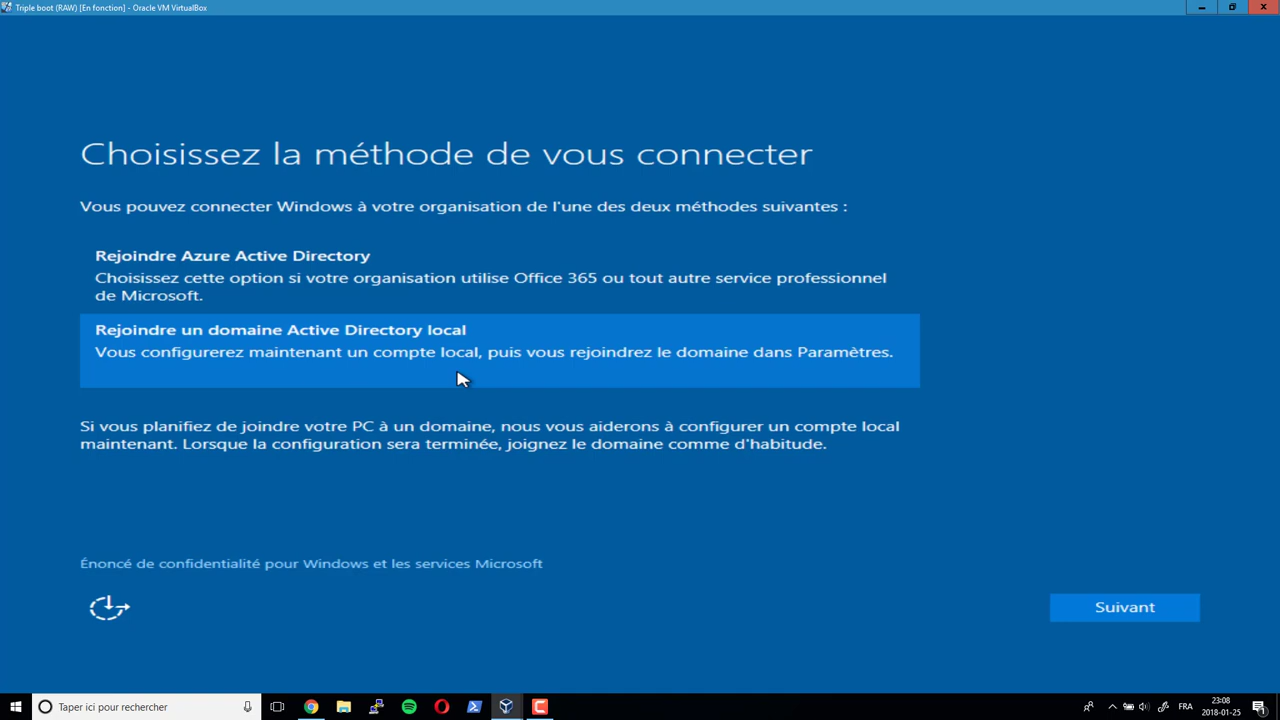 Triple boot (RAW) [En fonction] - Oracle VM VirtualBox
Choisissez la méthode de vous connecter
Vous pouvez connecter Windows à votre organisation de l'une des deux méthodes suivantes :
Rejoindre Azure Active Directory
Choisissez cette option si votre organisation utilise Office 365 ou tout autre service professionnel
de Microsoft.
Rejoindre un domaine Active Directory local
Vous configurerez maintenant un compte local, puis vous rejoindrez le domaine dans Paramètres.
Si vous planifiez de joindre votre PC à un domaine, nous vous aiderons à configurer un compte local
maintenant. Lorsque la configuration sera terminée, joignez le domaine comme d'habitude.
Énoncé de confidentialité pour Windows et les services Microsoft
Suivant
Taper ici pour rechercher
FRA
23:08
2018-01-25
1